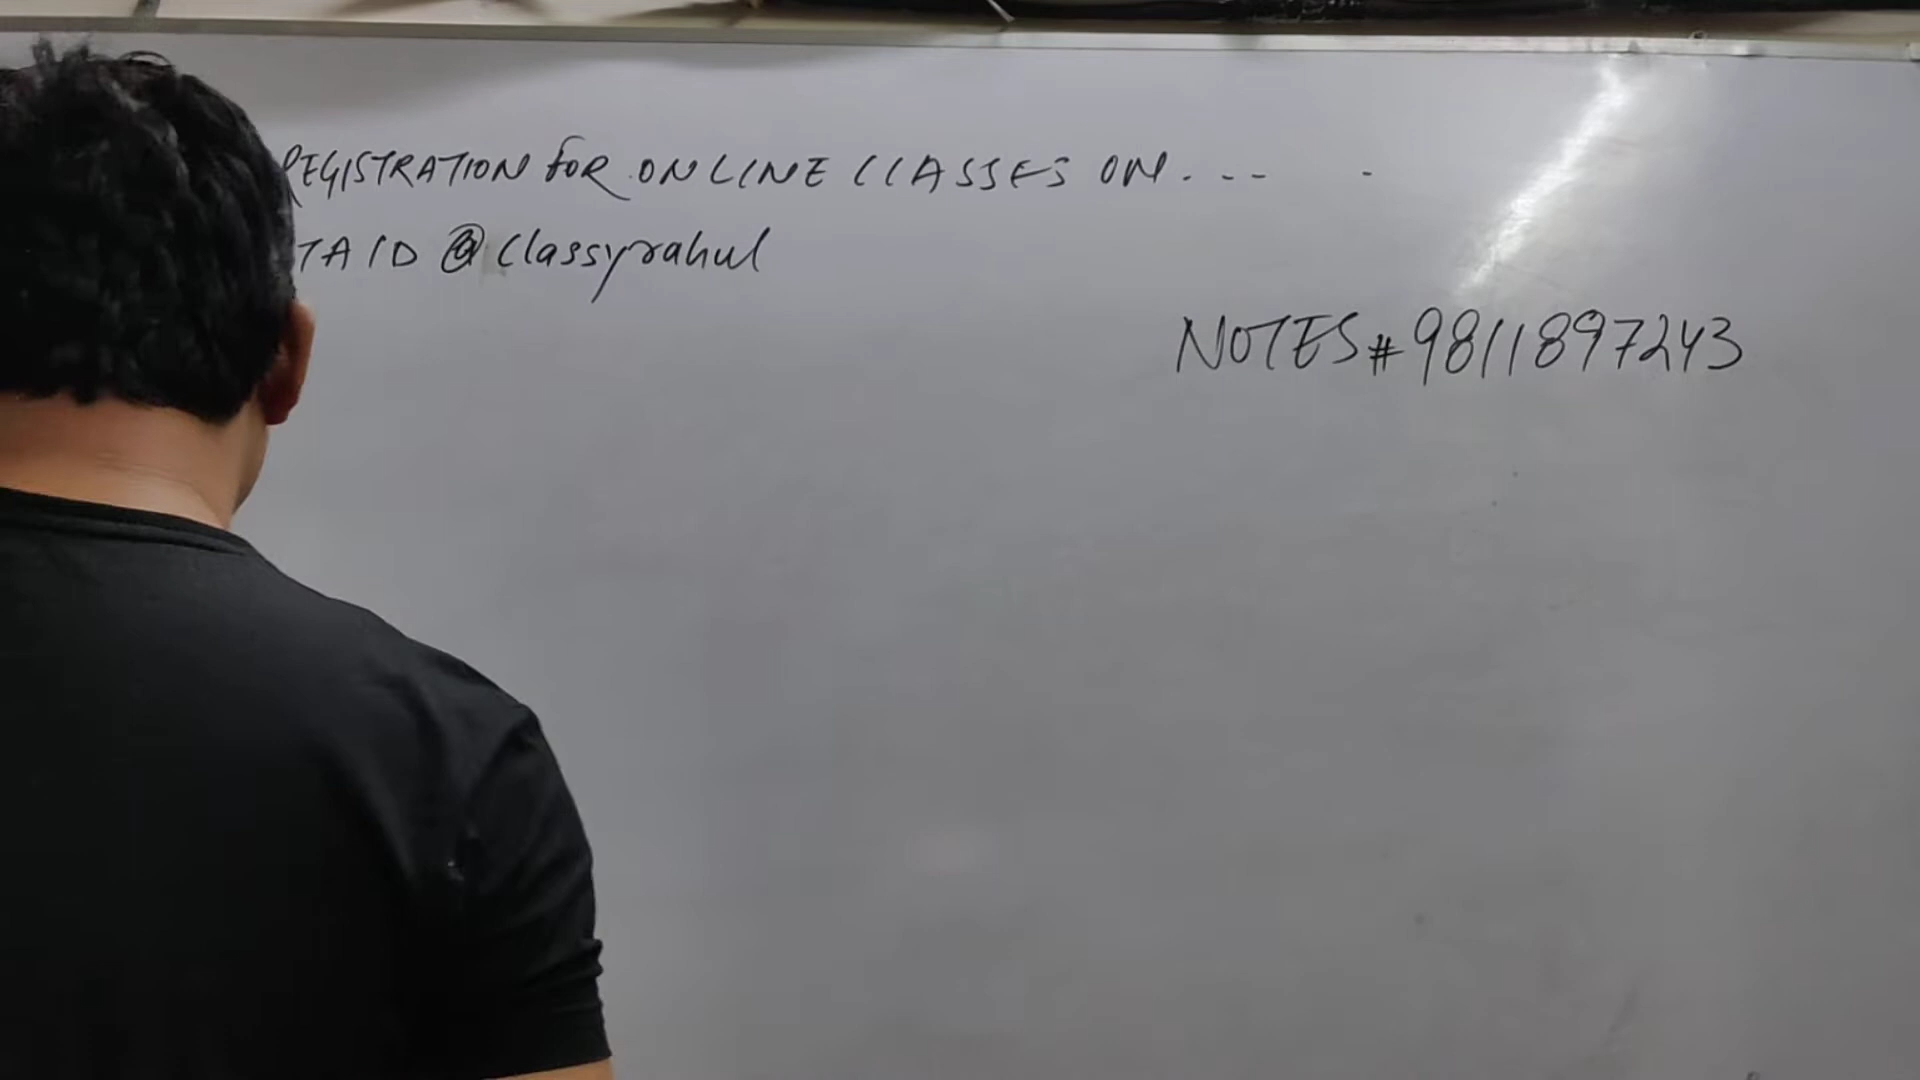 REGISTRATION FOR ONLINE CLASSES ON....
TA ID @classyrahul
NOTES # 9811897243